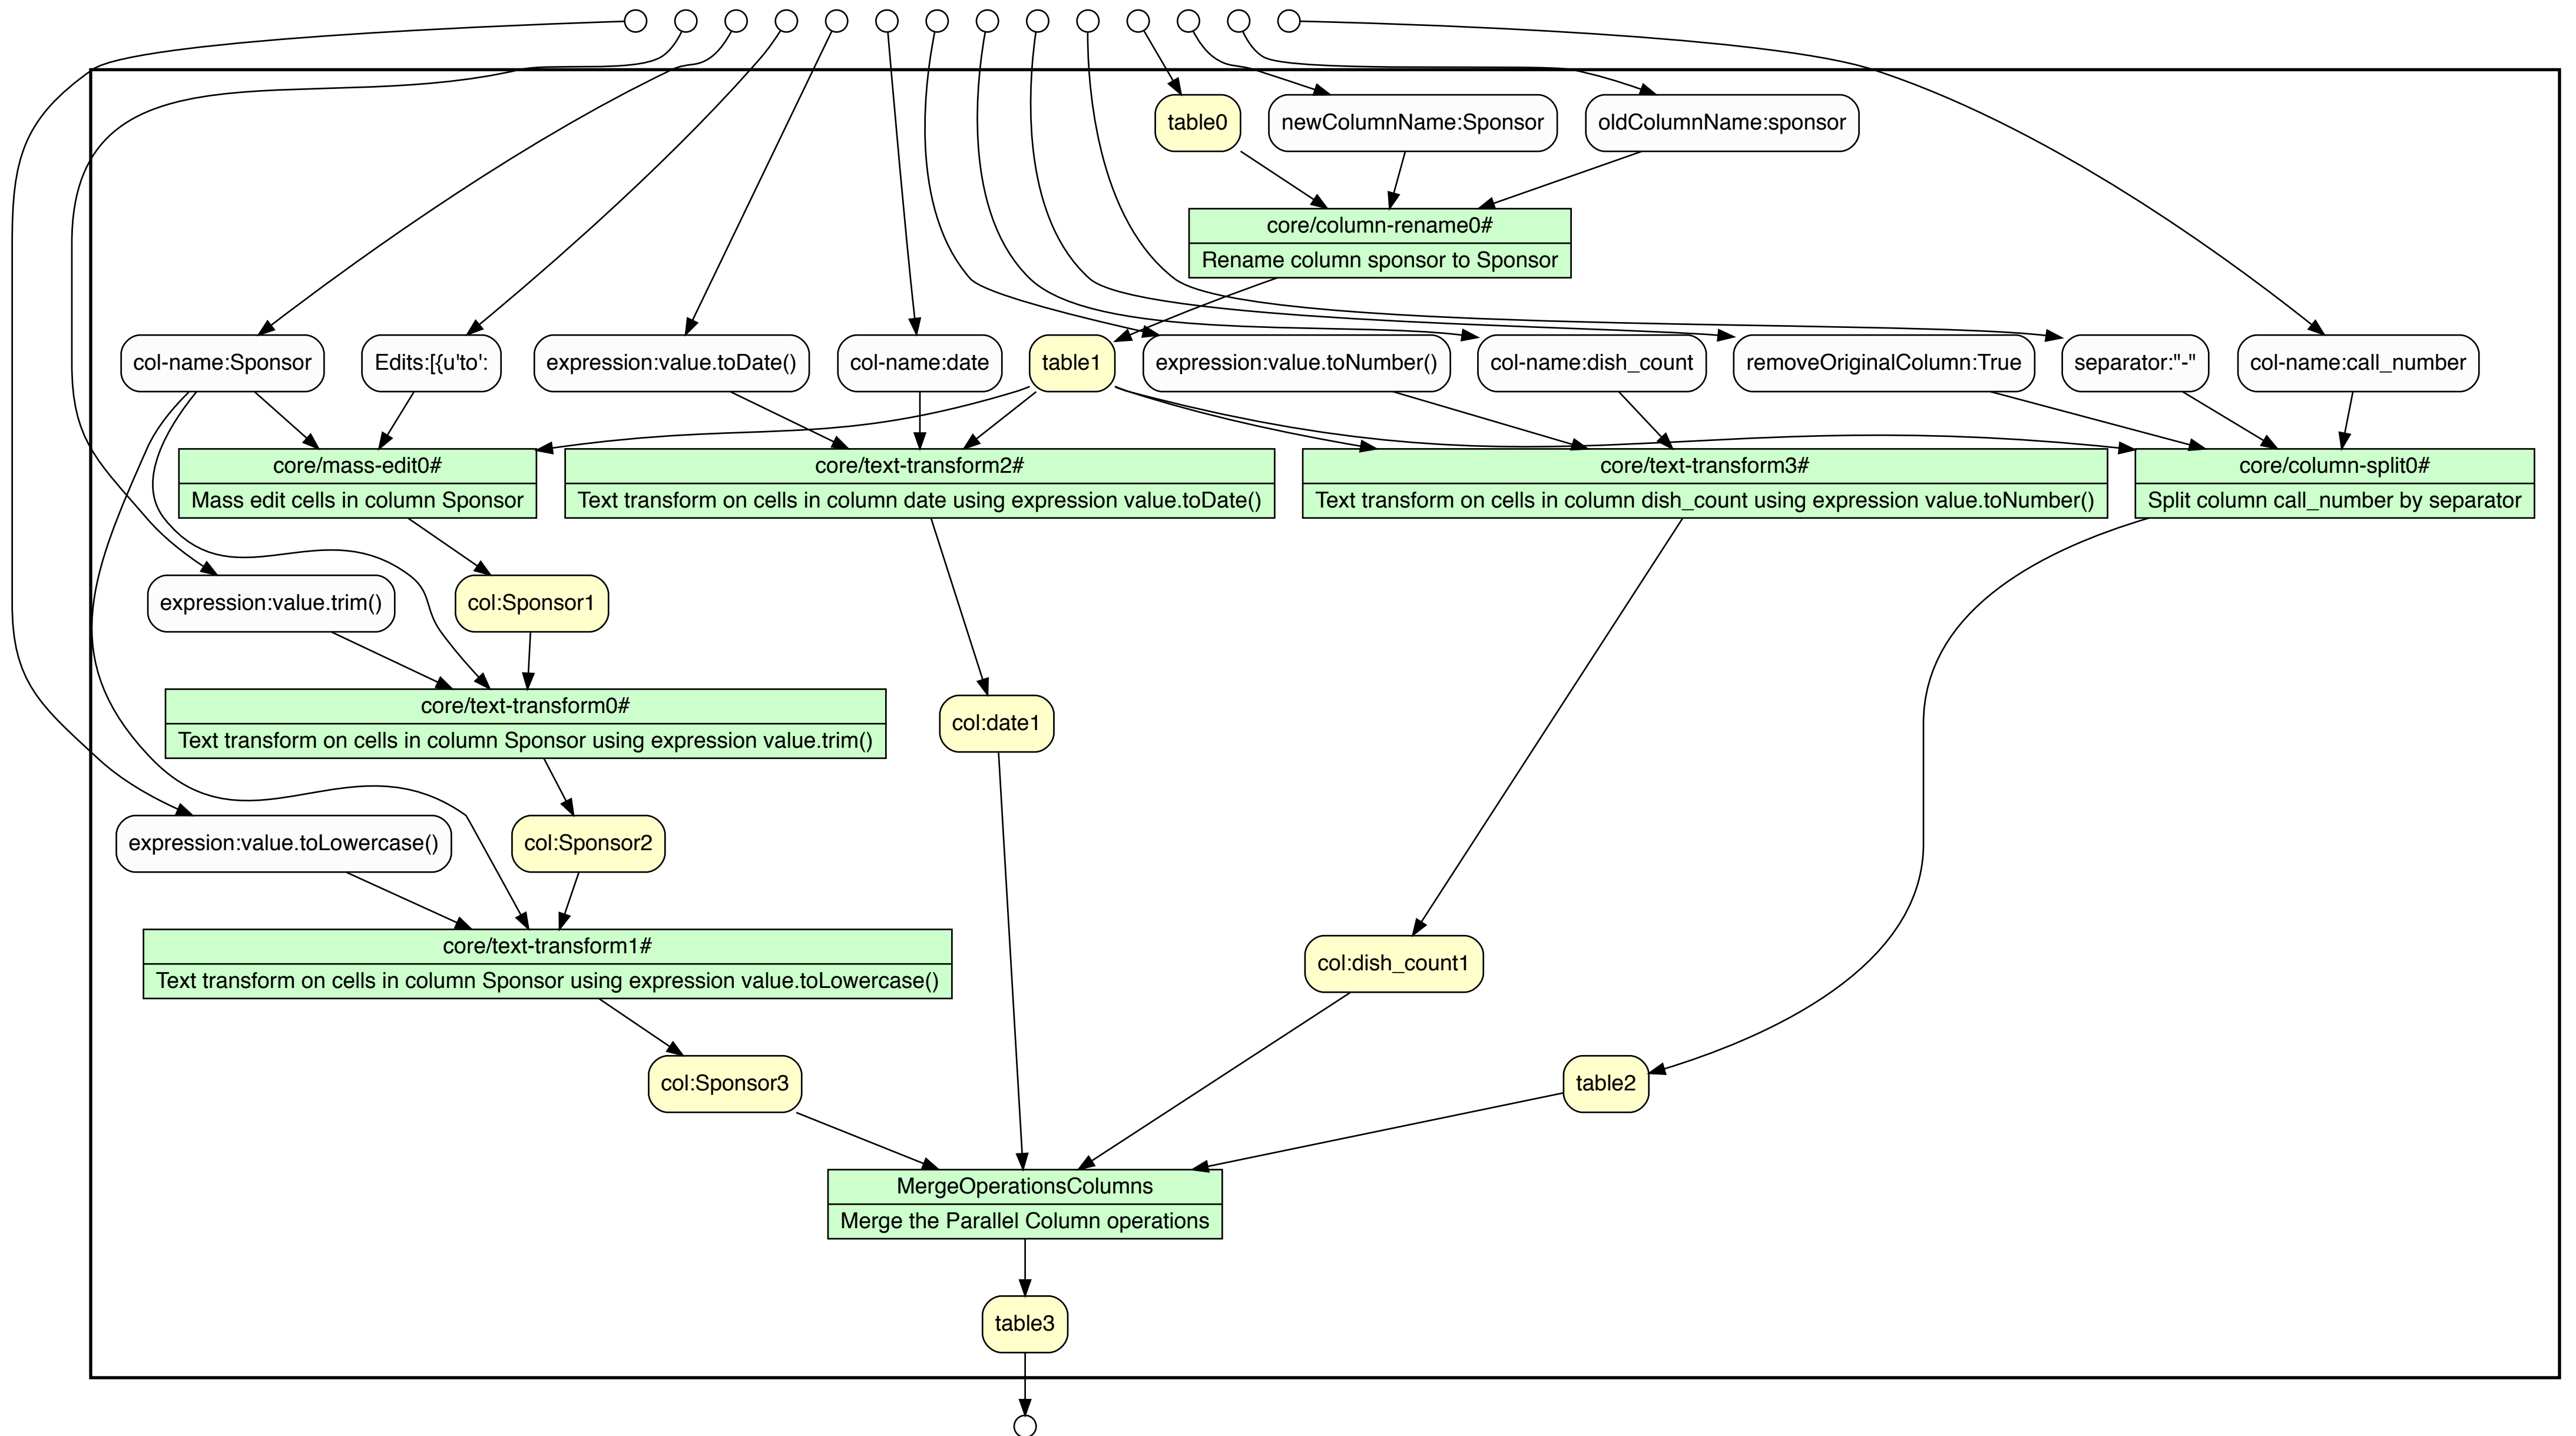 table0
newColumnName:Sponsor
oldColumnName:sponsor
core/column-rename0#
Rename column sponsor to Sponsor
col-name:Sponsor
Edits:[{u'to':
expression:value.toDate()
col-name:date
table1
expression:value.toNumber()
col-name:dish_count
removeOriginalColumn:True
separator:"-"
col-name:call_number
core/mass-edit0#
Mass edit cells in column Sponsor
core/text-transform2#
Text transform on cells in column date using expression value.toDate()
core/text-transform3#
Text transform on cells in column dish_count using expression value.toNumber()
core/column-split0#
Split column call_number by separator
expression:value.trim()
col:Sponsor1
core/text-transform0#
Text transform on cells in column Sponsor using expression value.trim()
col:date1
expression:value.toLowercase()
col:Sponsor2
core/text-transform1#
Text transform on cells in column Sponsor using expression value.toLowercase()
col:dish_count1
col:Sponsor3
table2
MergeOperationsColumns
Merge the Parallel Column operations
table3